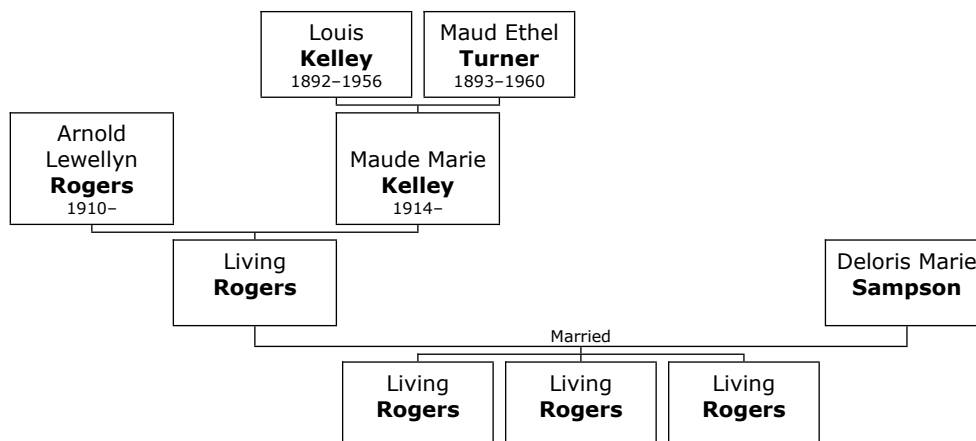 Louis
Kelley
1892–1956
Maud Ethel
Turner
1893–1960
Arnold
Lewellyn
Rogers
1910–
Maude Marie
Kelley
1914–
Living
Rogers
Deloris Marie
Sampson
Married
Living
Rogers
Living
Rogers
Living
Rogers